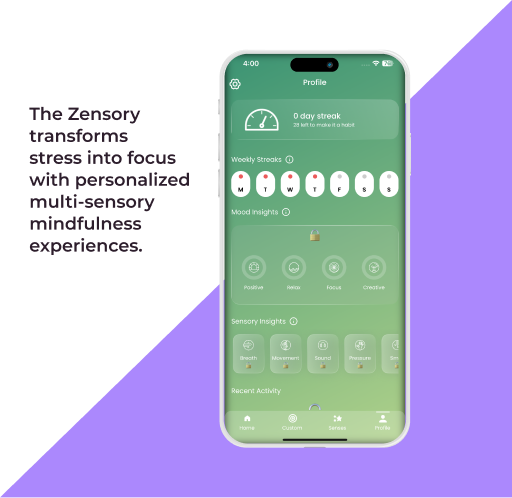 The Zensory
transforms
stress into focus
with personalized
multi-sensory
mindfulness
experiences.
4:00
Profile
0 day streak
28 left to make it a habit
Weekly Streaks
M T W T F S S
Mood Insights
Positive Relax Focus Creative
Sensory Insights
Breath Movement Sound Pressure
Recent Activity
Home Custom Senses Profile